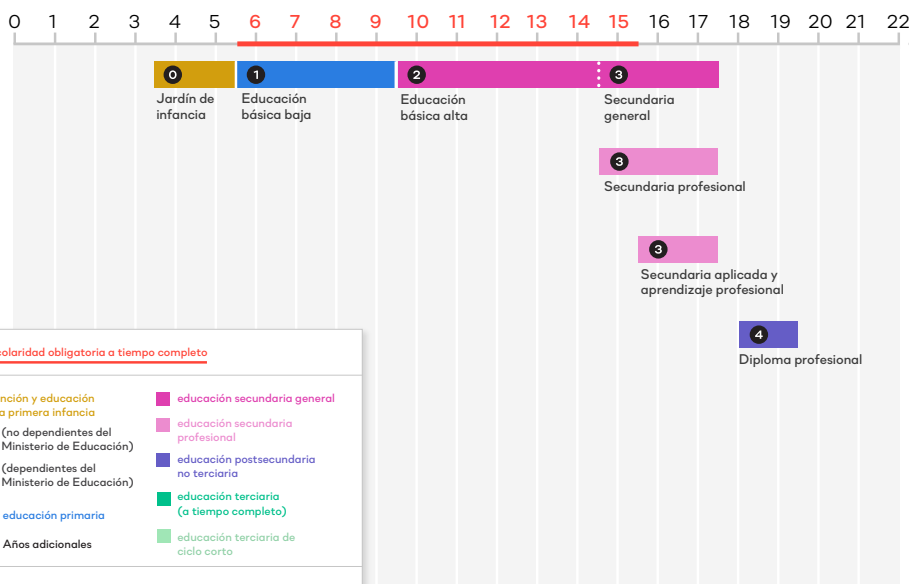 0 1 2 3 4 5 6 7 8 9 10 11 12 13 14 15 16 17 18 19 20 21 22
0
1
2
3
Jardín de
infancia
Educación
básica baja
Educación
básica alta
Secundaria
general
3
Secundaria profesional
3
Secundaria aplicada y
aprendizaje profesional
4
Diploma profesional
colaridad obligatoria a tiempo completo
nción y educación
a primera infancia
(no dependientes del
Ministerio de Educación)
(dependientes del
Ministerio de Educación)
educación primaria
Años adicionales
educación secundaria general
educación secundaria
profesional
educación postsecundaria
no terciaria
educación terciaria
(a tiempo completo)
educación terciaria de
ciclo corto